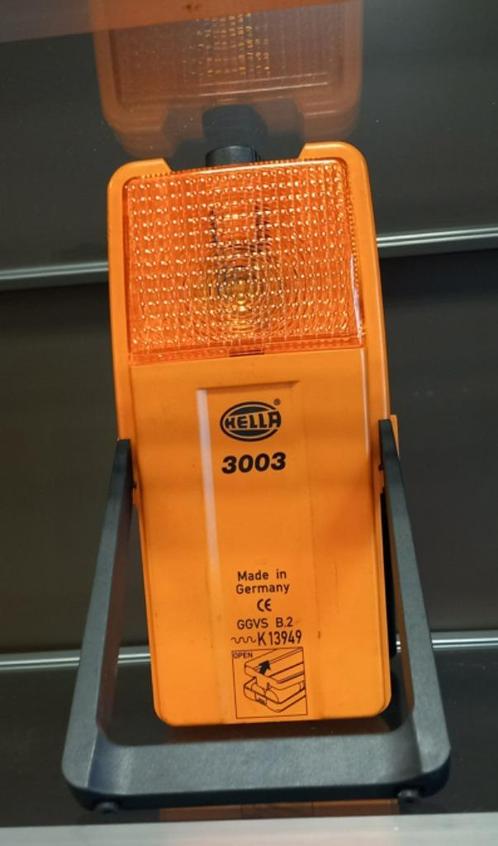 HELLA®
3003
Made in
Germany
CE
GGVS B.2
K 13949
OPEN